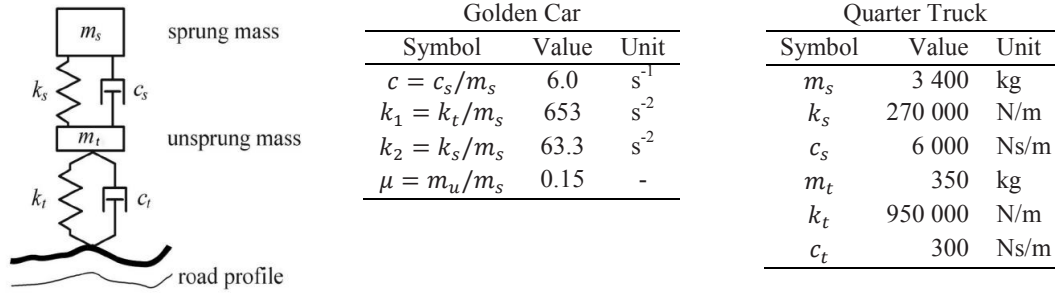 m_s sprung mass
k_s c_s
m_t unsprung mass
k_t c_t
road profile
Golden Car
Symbol Value Unit
c = c_s/m_s 6.0 s^-1
k_1 = k_t/m_s 653 s^-2
k_2 = k_s/m_s 63.3 s^-2
μ = m_u/m_s 0.15 -
Quarter Truck
Symbol Value Unit
m_s 3 400 kg
k_s 270 000 N/m
c_s 6 000 Ns/m
m_t 350 kg
k_t 950 000 N/m
c_t 300 Ns/m